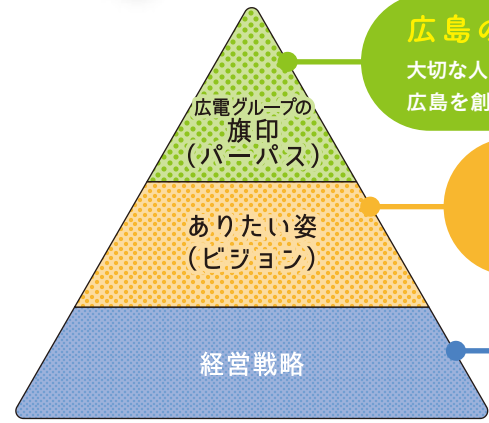 広島の
大切な人
広島を創
広電グループの
旗印
(パーパス)
ありたい姿
(ビジョン)
経営戦略